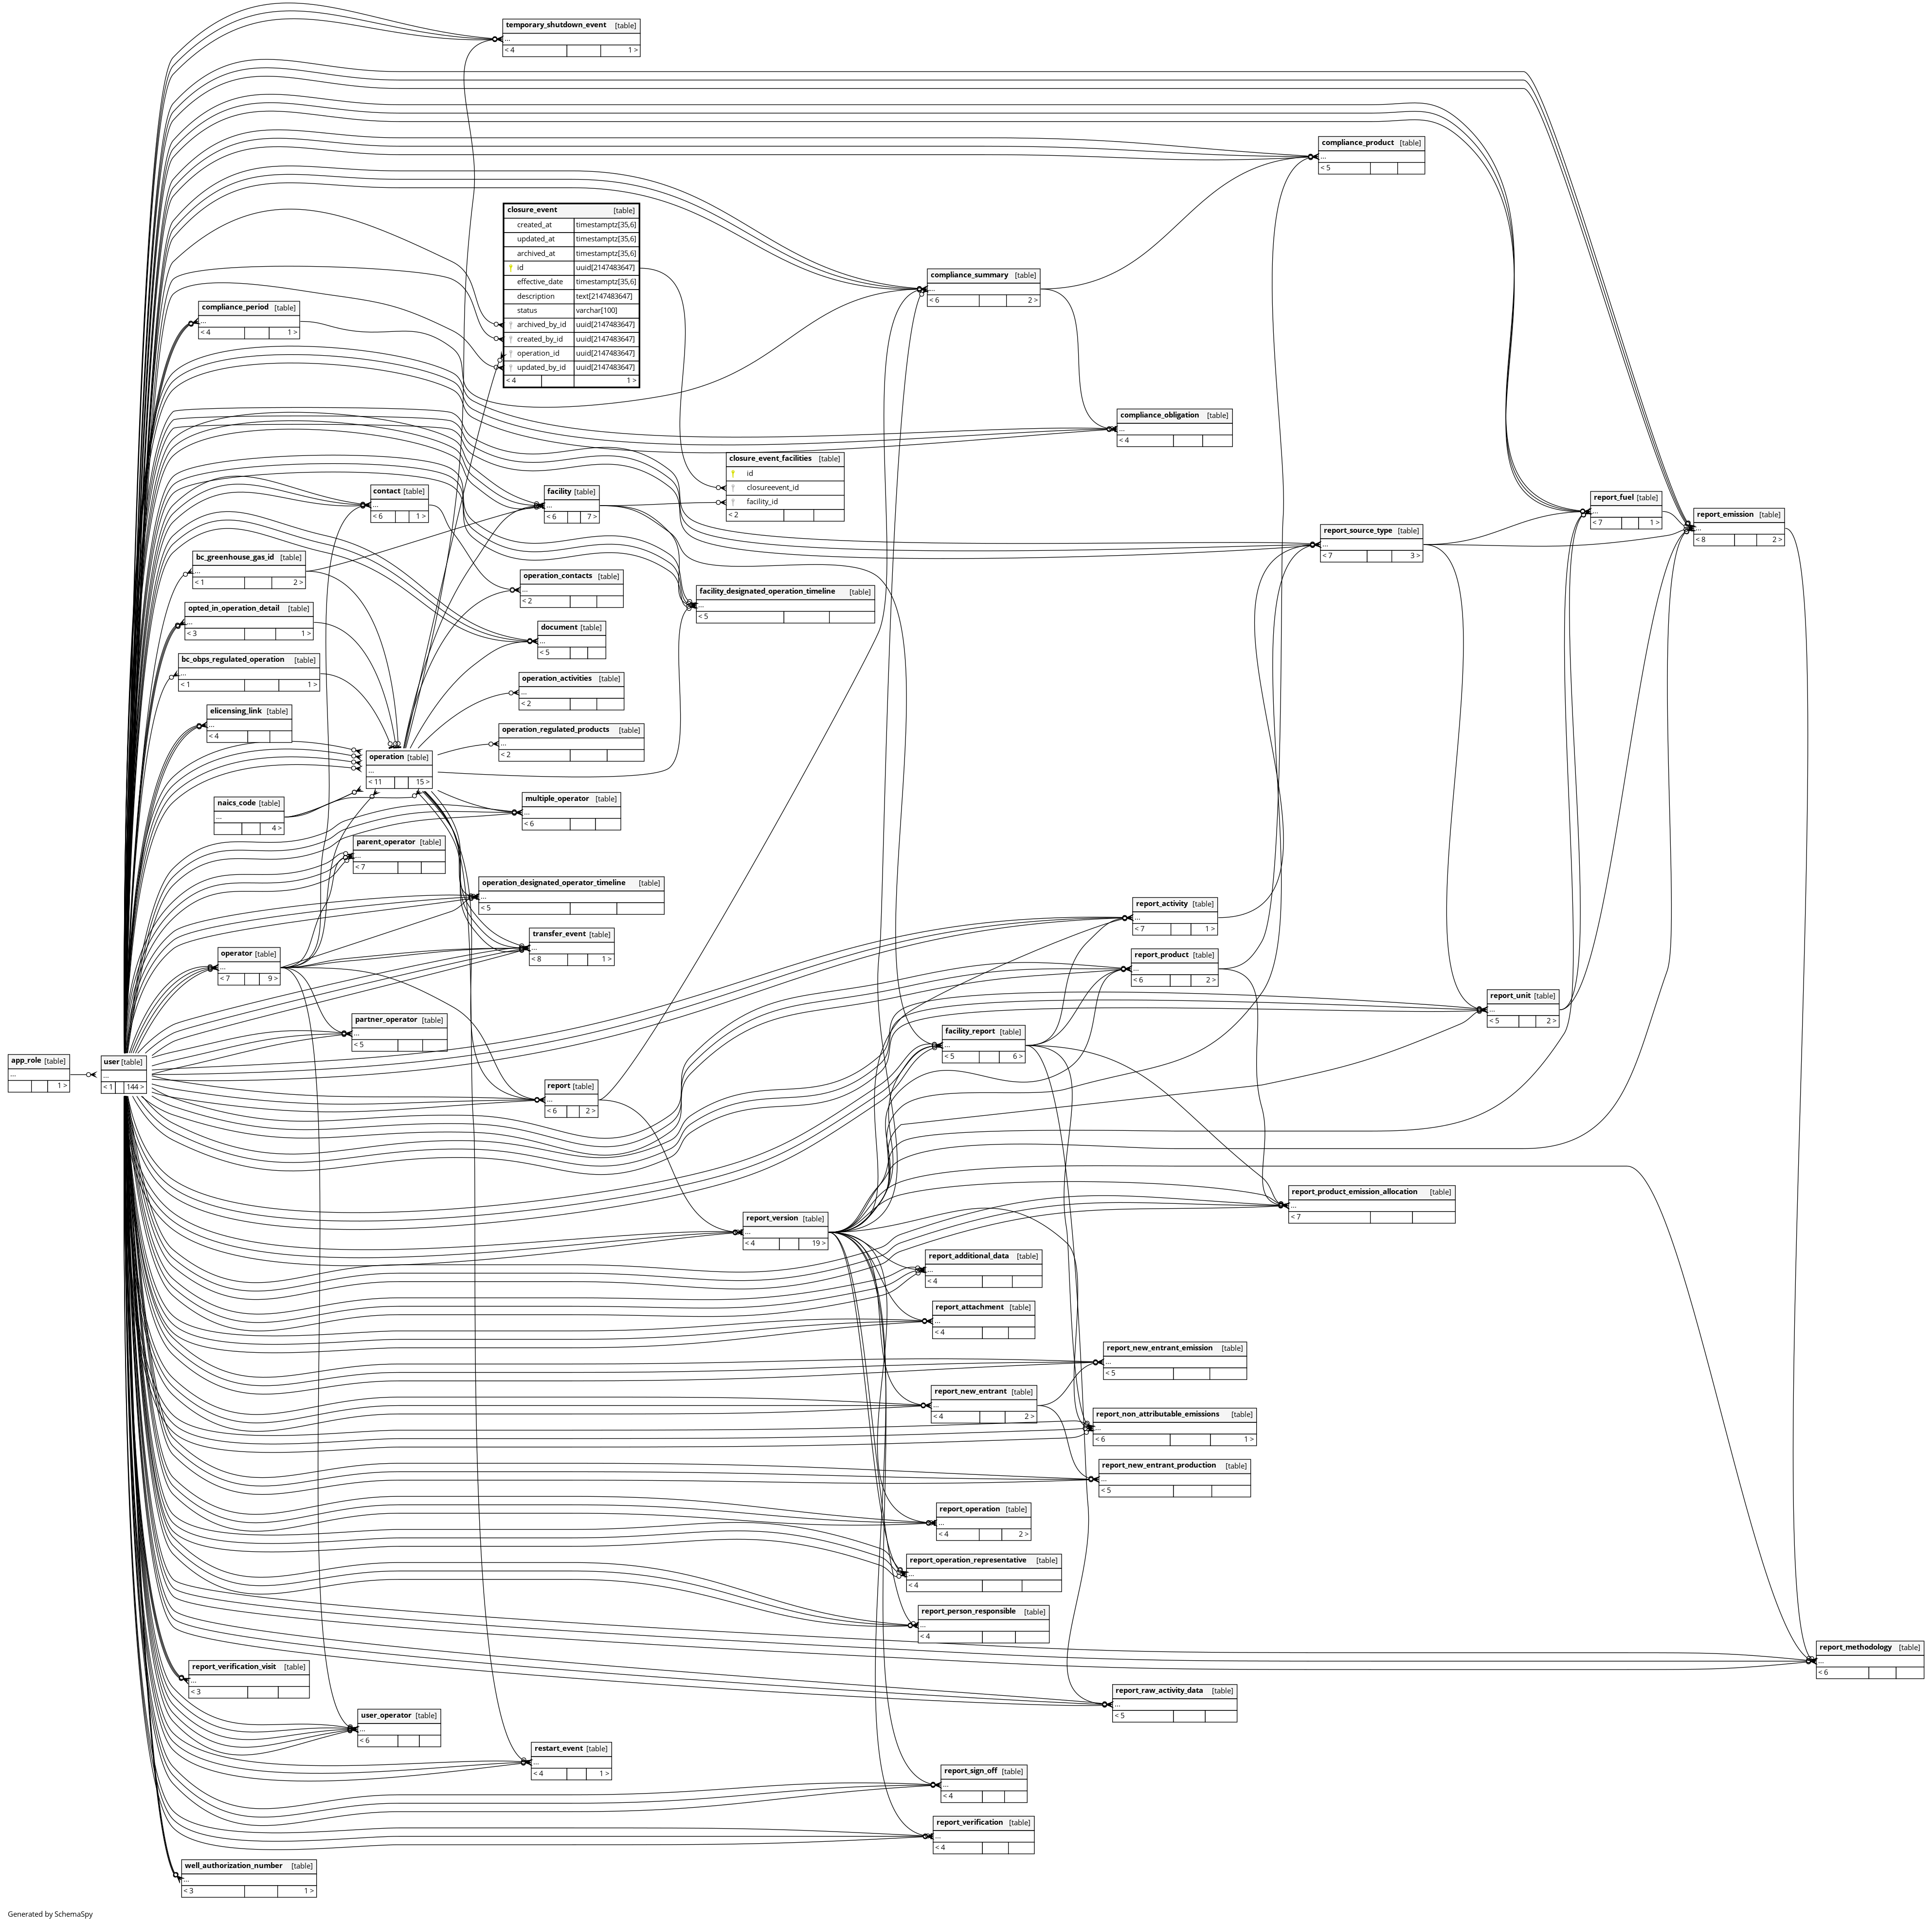 temporary_shutdown_event [table]
...
< 4 1 >
compliance_product [table]
...
< 5
closure_event [table]
created_at timestamptz[35,6]
updated_at timestamptz[35,6]
archived_at timestamptz[35,6]
id uuid[2147483647]
effective_date timestamptz[35,6]
description text[2147483647]
status varchar[100]
archived_by_id uuid[2147483647]
created_by_id uuid[2147483647]
operation_id uuid[2147483647]
updated_by_id uuid[2147483647]
< 4 1 >
compliance_summary [table]
...
< 6 2 >
compliance_period [table]
...
< 4 1 >
compliance_obligation [table]
...
< 4
closure_event_facilities [table]
id
closureevent_id
facility_id
< 2
contact [table]
...
< 6 1 >
facility [table]
...
< 6 7 >
report_fuel [table]
...
< 7 1 >
report_emission [table]
...
< 8 2 >
report_source_type [table]
...
< 7 3 >
bc_greenhouse_gas_id [table]
...
< 1 2 >
operation_contacts [table]
...
< 2
facility_designated_operation_timeline [table]
...
< 5
opted_in_operation_detail [table]
...
< 3 1 >
document [table]
...
< 5
bc_obps_regulated_operation [table]
...
< 1 1 >
operation_activities [table]
...
< 2
elicensing_link [table]
...
< 4
operation_regulated_products [table]
...
< 2
operation [table]
...
< 11 15 >
naics_code [table]
...
4 >
multiple_operator [table]
...
< 6
parent_operator [table]
...
< 7
operation_designated_operator_timeline [table]
...
< 5
report_activity [table]
...
< 7 1 >
transfer_event [table]
...
< 8 1 >
operator [table]
...
< 7 9 >
report_product [table]
...
< 6 2 >
report_unit [table]
...
< 5 2 >
partner_operator [table]
...
< 5
facility_report [table]
...
< 5 6 >
app_role [table]
...
1 >
user [table]
...
< 1 144 >
report [table]
...
< 6 2 >
report_product_emission_allocation [table]
...
< 7
report_version [table]
...
< 4 19 >
report_additional_data [table]
...
< 4
report_attachment [table]
...
< 4
report_new_entrant_emission [table]
...
< 5
report_new_entrant [table]
...
< 4 2 >
report_non_attributable_emissions [table]
...
< 6 1 >
report_new_entrant_production [table]
...
< 5
report_operation [table]
...
< 4 2 >
report_operation_representative [table]
...
< 4
report_person_responsible [table]
...
< 4
report_methodology [table]
...
< 6
report_verification_visit [table]
...
< 3
report_raw_activity_data [table]
...
< 5
user_operator [table]
...
< 6
restart_event [table]
...
< 4 1 >
report_sign_off [table]
...
< 4
report_verification [table]
...
< 4
well_authorization_number [table]
...
< 3 1 >
Generated by SchemaSpy